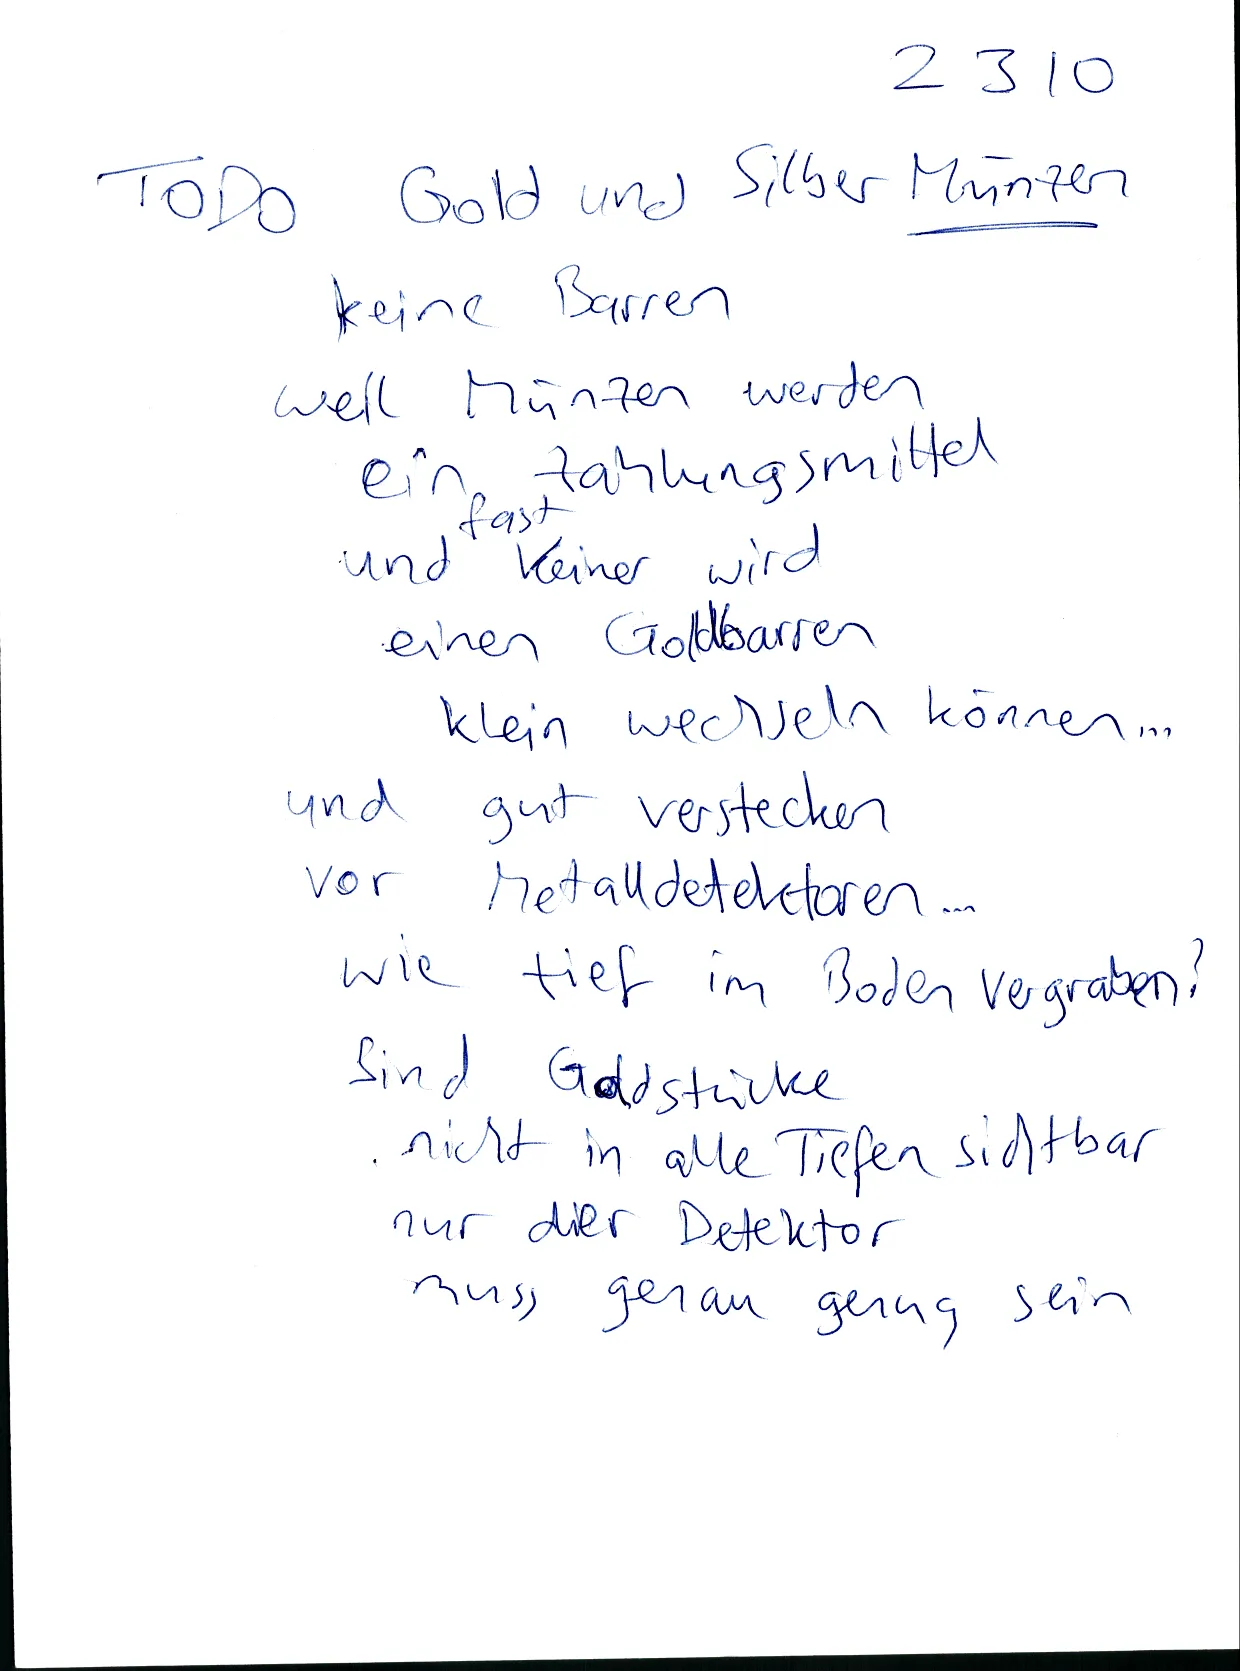 2310
TODO Gold und Silber Münzen
keine Barren
weil Münzen werden
ein Zahlungsmittel
fast
und keiner wird
einen Goldbarren
klein wechseln können...
und gut verstecken
vor Metalldetektoren...
wie tief im Boden vergraben?
Sind Goldstücke
nicht in alle Tiefen sichtbar
nur der Detektor
muss genau genug sein